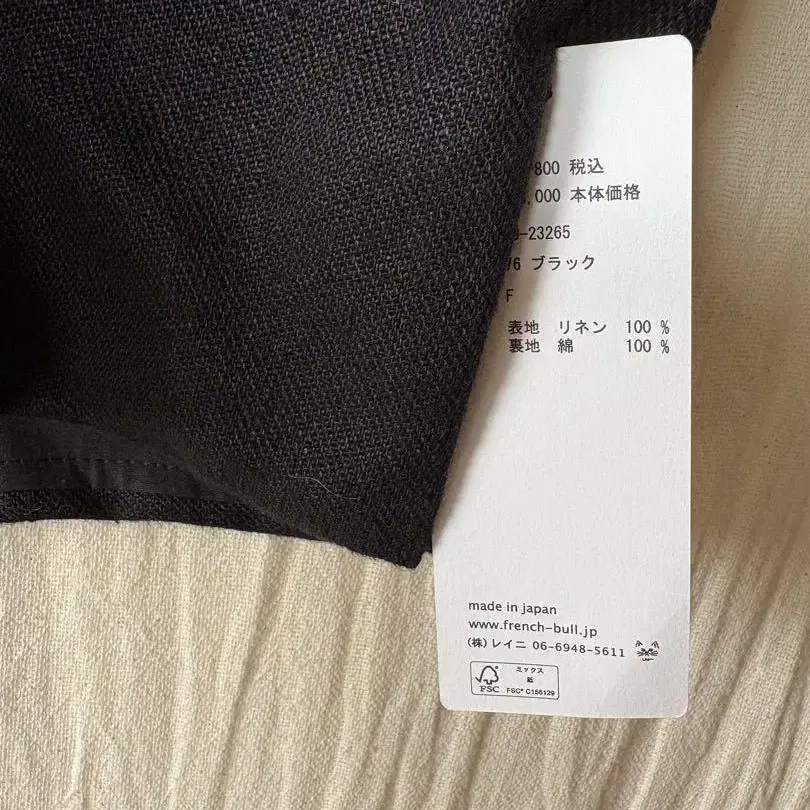 800 税込
,000 本体価格
-23265
6 ブラック
F
表地 リネン 100 %
裏地 綿 100 %
made in japan
www.french-bull.jp
(株) レイニ 06-6948-5611
FSC
ミックス
紙
FSC® C156129